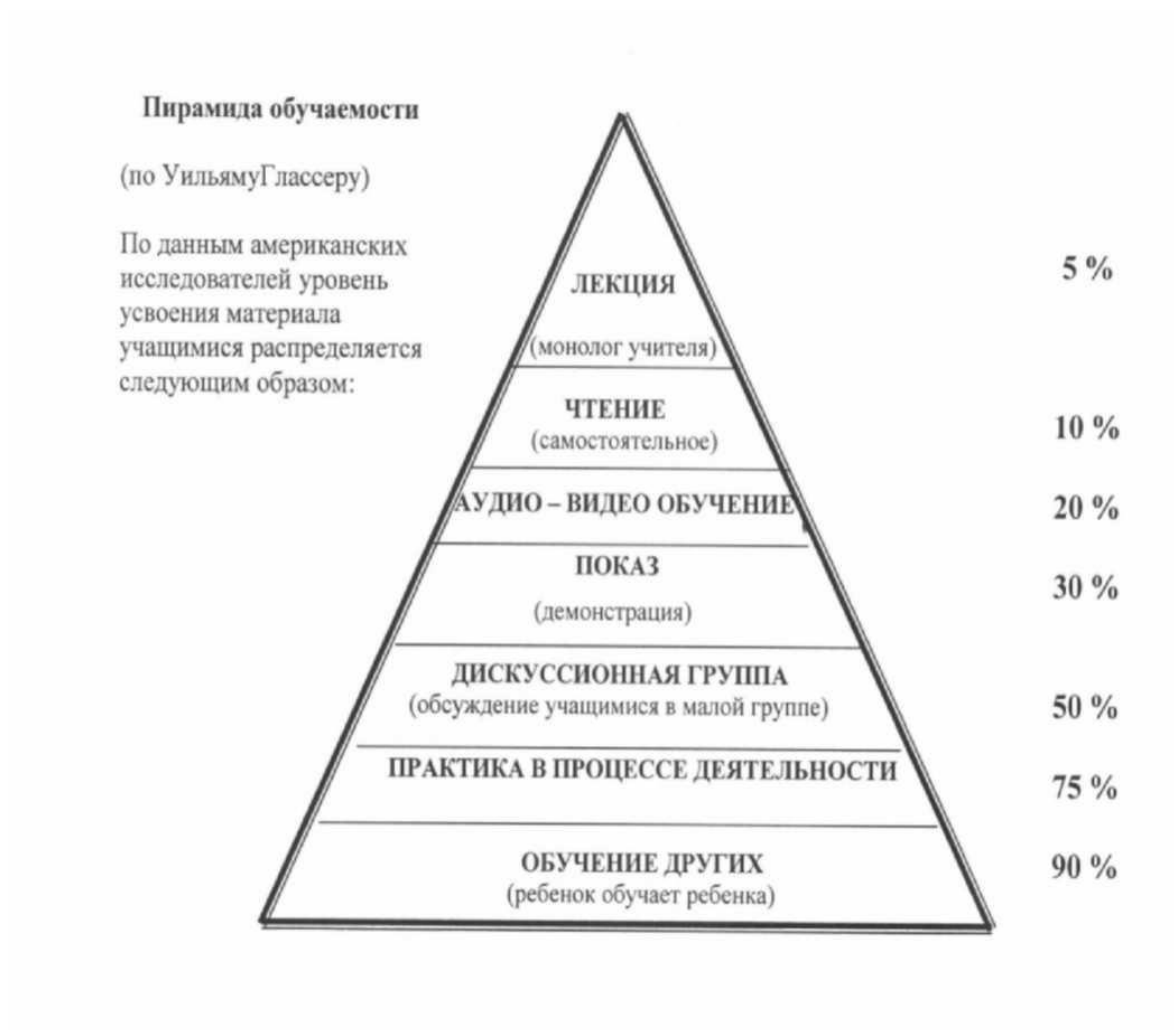 Пирамида обучаемости
(по УильямуГлассеру)
По данным американских
исследователей уровень
усвоения материала
учащимися распределяется
следующим образом:
ЛЕКЦИЯ
(монолог учителя)
5 %
ЧТЕНИЕ
(самостоятельное)
10 %
АУДИО – ВИДЕО ОБУЧЕНИЕ
20 %
ПОКАЗ
(демонстрация)
30 %
ДИСКУССИОННАЯ ГРУППА
(обсуждение учащимися в малой группе)
50 %
ПРАКТИКА В ПРОЦЕССЕ ДЕЯТЕЛЬНОСТИ
75 %
ОБУЧЕНИЕ ДРУГИХ
(ребенок обучает ребенка)
90 %